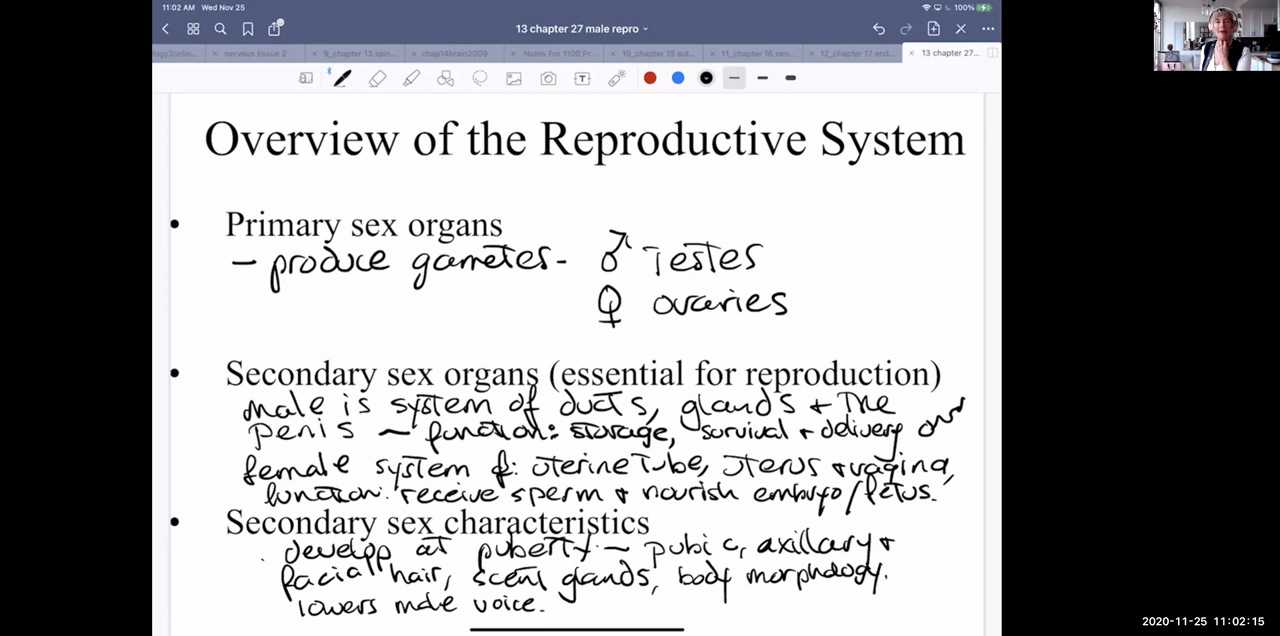 11:02 AM Wed Nov 25
100%
13 chapter 27 male repro
ogy2onlin... nervous tissue 2 9_chapter 13 spin... chap14brain2009 Notes For 1100 Pr... 10_chapter 15 aut... 11_chapter 16 sen... 12_chapter 17 end... 13 chapter 27...
Overview of the Reproductive System
• Primary sex organs
- produce gametes - ♂ Testes
♀ ovaries
• Secondary sex organs (essential for reproduction)
male is system of ducts, glands + the
penis - function: storage, survival + delivery of
female system of: uterine tube, uterus + vagina,
function: receive sperm + nourish embryo/fetus.
• Secondary sex characteristics
develop at puberty - pubic, axillary +
facial hair, scent glands, body morphology.
lowers male voice.
2020-11-25 11:02:15